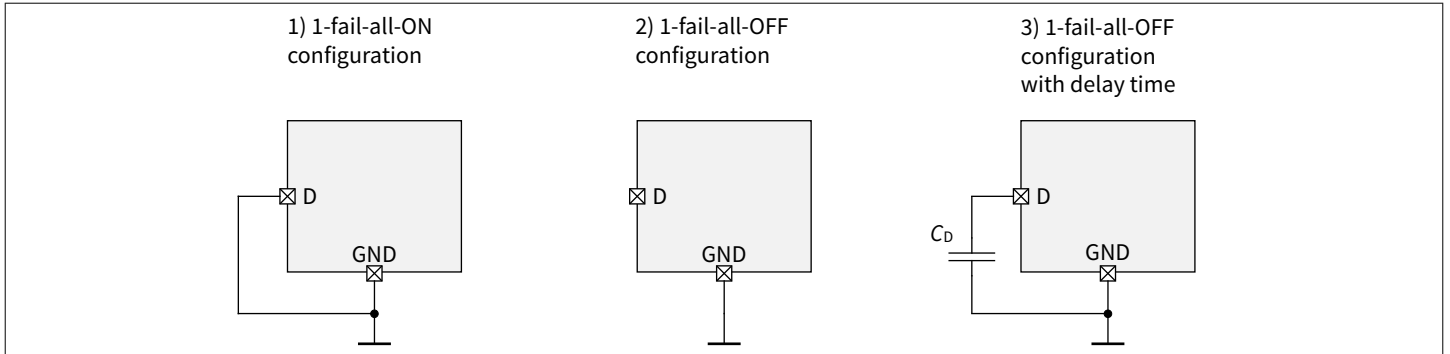 1) 1-fail-all-ON
configuration
2) 1-fail-all-OFF
configuration
3) 1-fail-all-OFF
configuration
with delay time
D
GND
D
GND
D
CD
GND